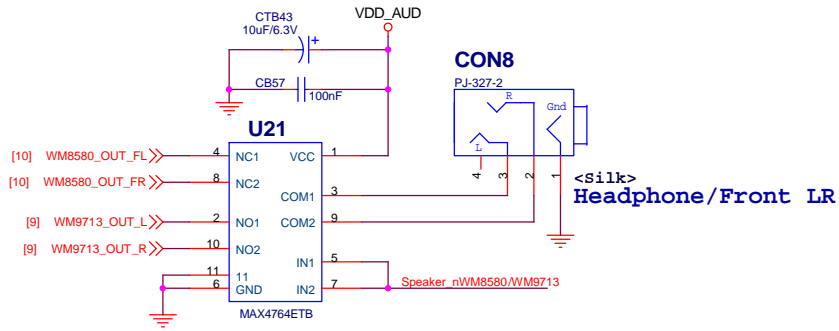 CTB43
10uF/6.3V
+
VDD_AUD
CB57
100nF
CON8
PJ-327-2
R
Gnd
L
4
3
2
1
<Silk>
Headphone/Front LR
U21
[10] WM8580_OUT_FL 4 NC1 VCC 1
[10] WM8580_OUT_FR 8 NC2
COM1 3
[9] WM9713_OUT_L 2 NO1 COM2 9
[9] WM9713_OUT_R 10 NO2
IN1 5
11 11
6 GND IN2 7 Speaker_nWM8580/WM9713
MAX4764ETB